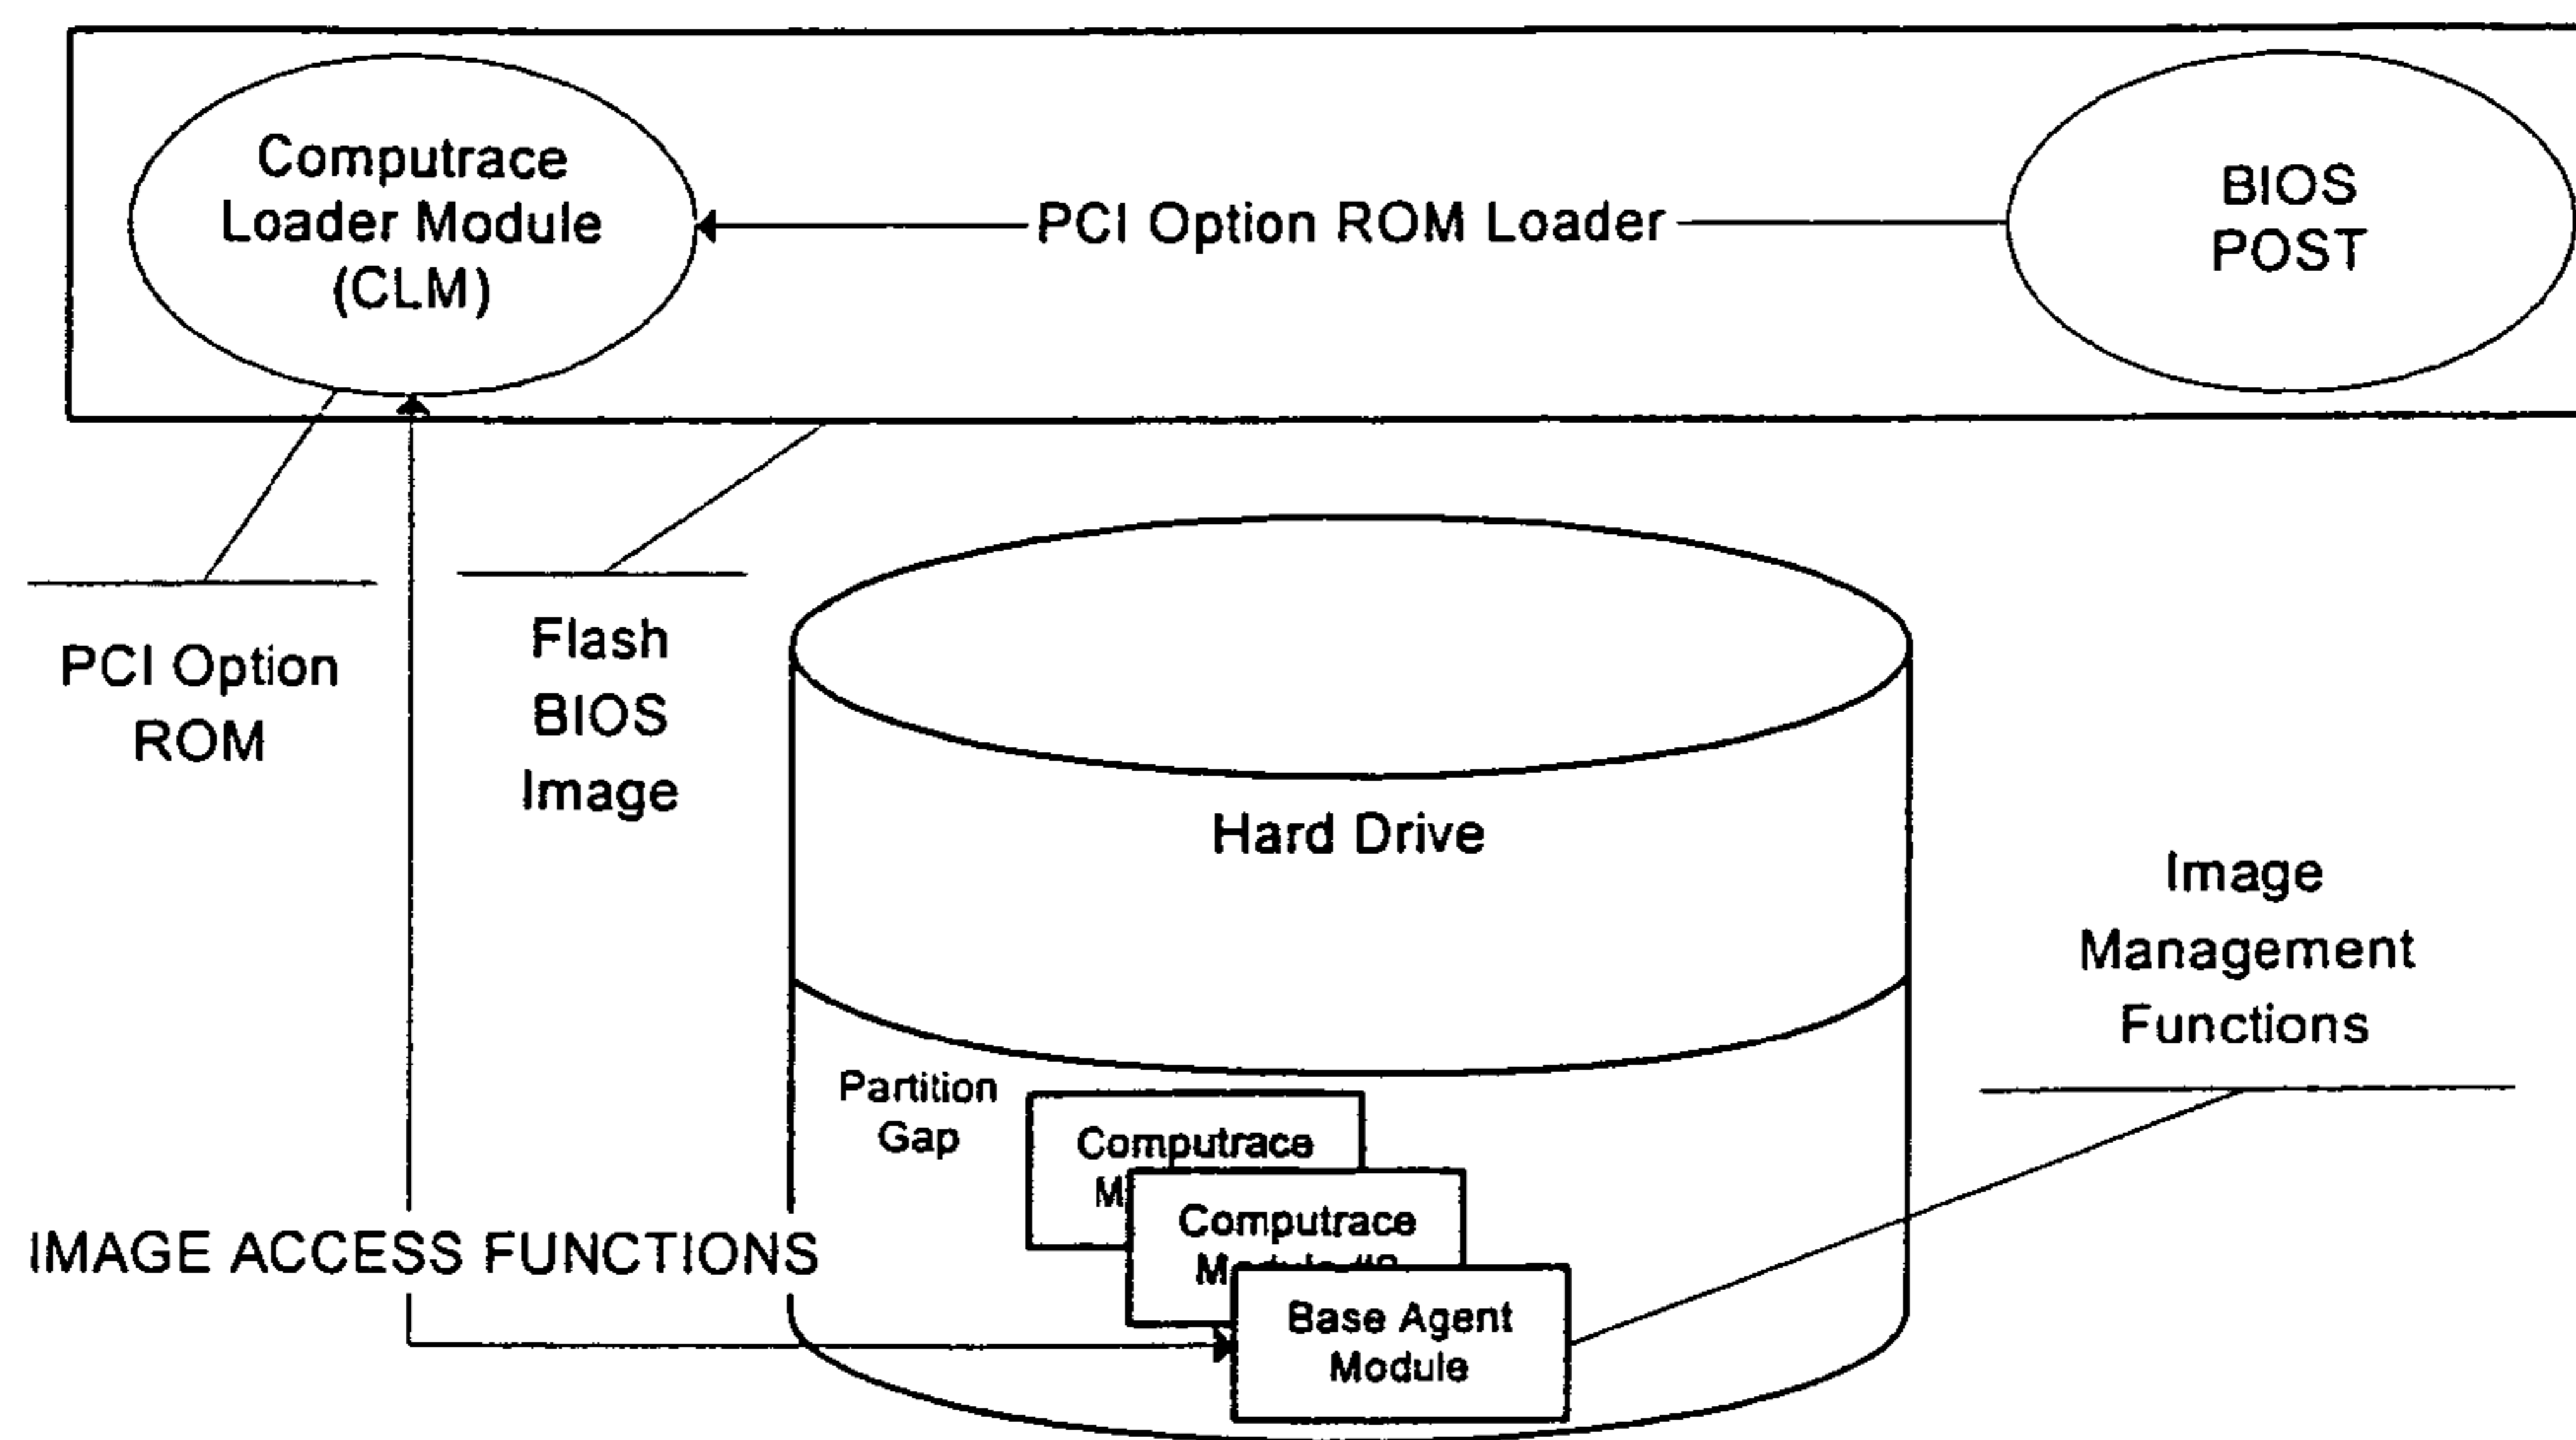 Computrace
Loader Module
(CLM)
PCI Option ROM Loader
BIOS
POST
PCI Option
ROM
Flash
BIOS
Image
Hard Drive
Image
Management
Functions
Partition
Gap
Computrace
M
Computrace
IMAGE ACCESS FUNCTIONS
Base Agent
Module